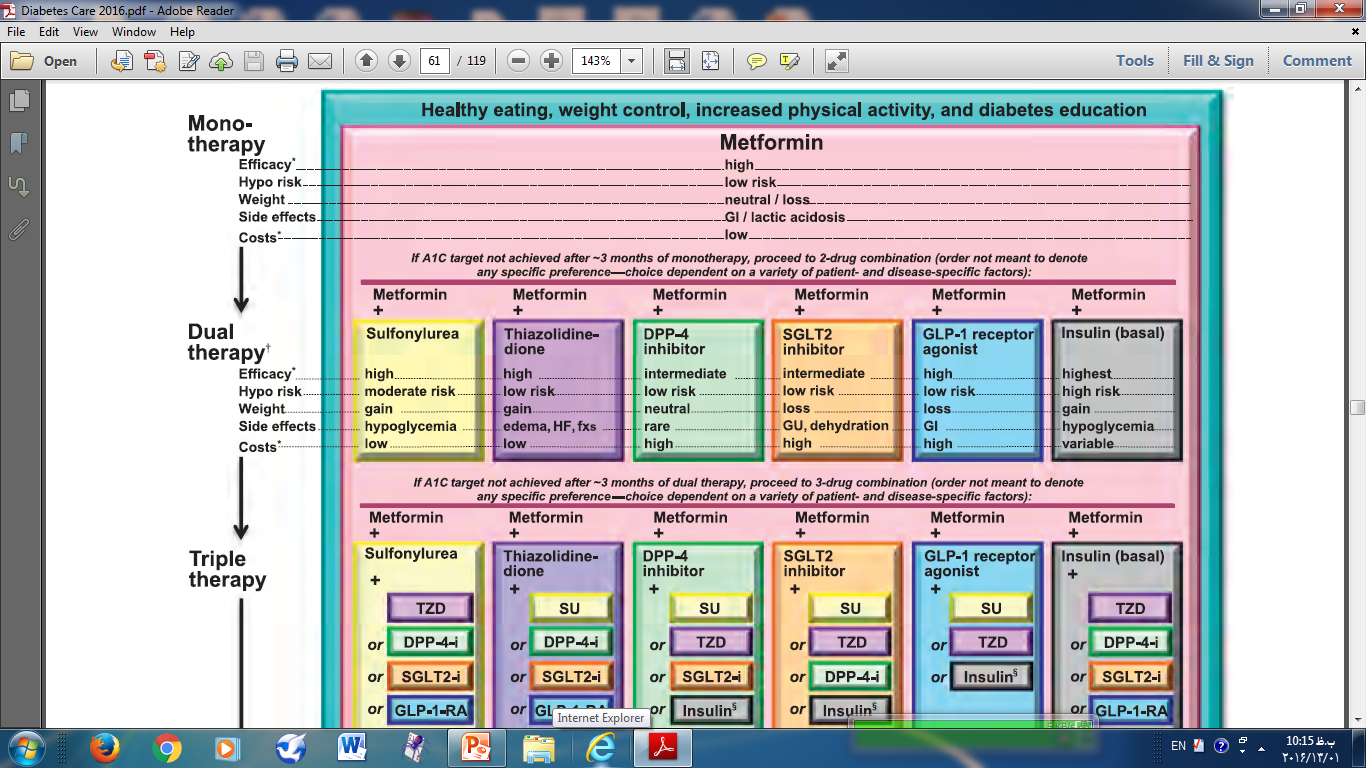 Diabetes Care 2016.pdf - Adobe Reader
File Edit View Window Help
Open 61 / 119 143% Tools Fill & Sign Comment
Healthy eating, weight control, increased physical activity, and diabetes education
Mono-
therapy
Metformin
Efficacy* high
Hypo risk low risk
Weight neutral / loss
Side effects GI / lactic acidosis
Costs* low
If A1C target not achieved after ~3 months of monotherapy, proceed to 2-drug combination (order not meant to denote
any specific preference—choice dependent on a variety of patient- and disease-specific factors):
Metformin Metformin Metformin Metformin Metformin Metformin
+ + + + + +
Dual
therapy†
Sulfonylurea Thiazolidine- DPP-4 SGLT2 GLP-1 receptor Insulin (basal)
dione inhibitor inhibitor agonist
Efficacy* high high intermediate intermediate high highest
Hypo risk moderate risk low risk low risk low risk low risk high risk
Weight gain gain neutral loss loss gain
Side effects hypoglycemia edema, HF, fxs rare GU, dehydration GI hypoglycemia
Costs* low low high high high variable
If A1C target not achieved after ~3 months of dual therapy, proceed to 3-drug combination (order not meant to denote
any specific preference—choice dependent on a variety of patient- and disease-specific factors):
Metformin Metformin Metformin Metformin Metformin Metformin
+ + + + + +
Triple
therapy
Sulfonylurea Thiazolidine- DPP-4 SGLT2 GLP-1 receptor Insulin (basal)
dione inhibitor inhibitor agonist
+ + + + + +
TZD SU SU SU SU TZD
or DPP-4-i or DPP-4-i or TZD or TZD or TZD or DPP-4-i
or SGLT2-i or SGLT2-i or SGLT2-i or DPP-4-i or Insulin§ or SGLT2-i
or GLP-1-RA or or Insulin§ or Insulin§ or GLP-1-RA
Internet Explorer
EN 10:15 ب.ظ
۲۰۱۶/۱۳/۰۱